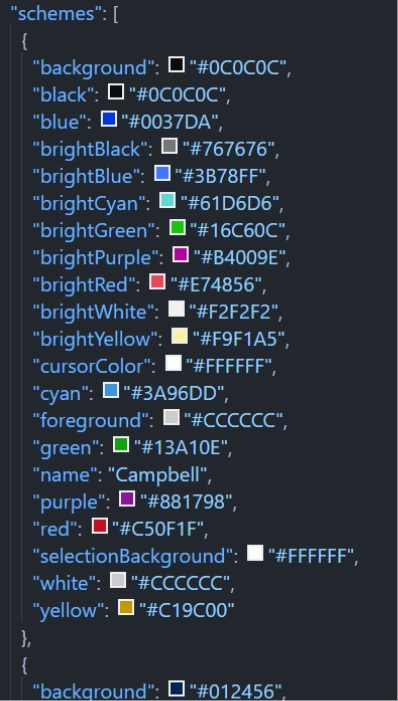 "schemes": [
{
"background": "#0C0C0C",
"black": "#0C0C0C",
"blue": "#0037DA",
"brightBlack": "#767676",
"brightBlue": "#3B78FF",
"brightCyan": "#61D6D6",
"brightGreen": "#16C60C",
"brightPurple": "#B4009E",
"brightRed": "#E74856",
"brightWhite": "#F2F2F2",
"brightYellow": "#F9F1A5",
"cursorColor": "#FFFFFF",
"cyan": "#3A96DD",
"foreground": "#CCCCCC",
"green": "#13A10E",
"name": "Campbell",
"purple": "#881798",
"red": "#C50F1F",
"selectionBackground": "#FFFFFF",
"white": "#CCCCCC",
"yellow": "#C19C00"
},
{
"background": "#012456",